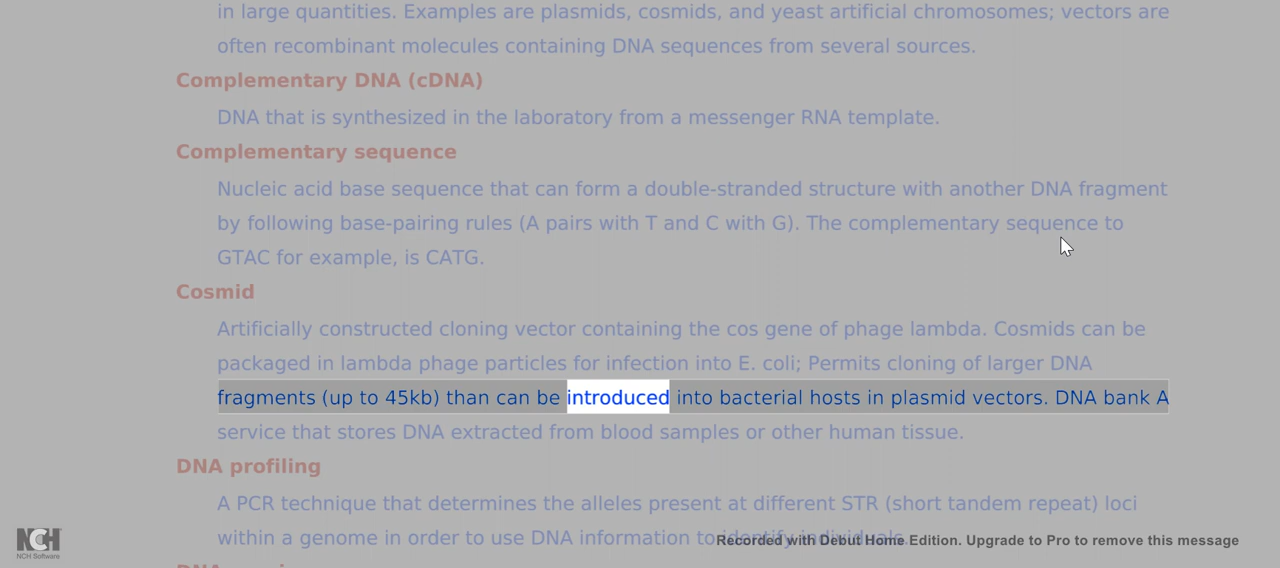 in large quantities. Examples are plasmids, cosmids, and yeast artificial chromosomes; vectors are
often recombinant molecules containing DNA sequences from several sources.
Complementary DNA (cDNA)
DNA that is synthesized in the laboratory from a messenger RNA template.
Complementary sequence
Nucleic acid base sequence that can form a double-stranded structure with another DNA fragment
by following base-pairing rules (A pairs with T and C with G). The complementary sequence to
GTAC for example, is CATG.
Cosmid
Artificially constructed cloning vector containing the cos gene of phage lambda. Cosmids can be
packaged in lambda phage particles for infection into E. coli; Permits cloning of larger DNA
fragments (up to 45kb) than can be introduced into bacterial hosts in plasmid vectors. DNA bank A
service that stores DNA extracted from blood samples or other human tissue.
DNA profiling
A PCR technique that determines the alleles present at different STR (short tandem repeat) loci
within a genome in order to use DNA information to identify individuals.
NCH
NCH Software
Recorded with Debut Home Edition. Upgrade to Pro to remove this message